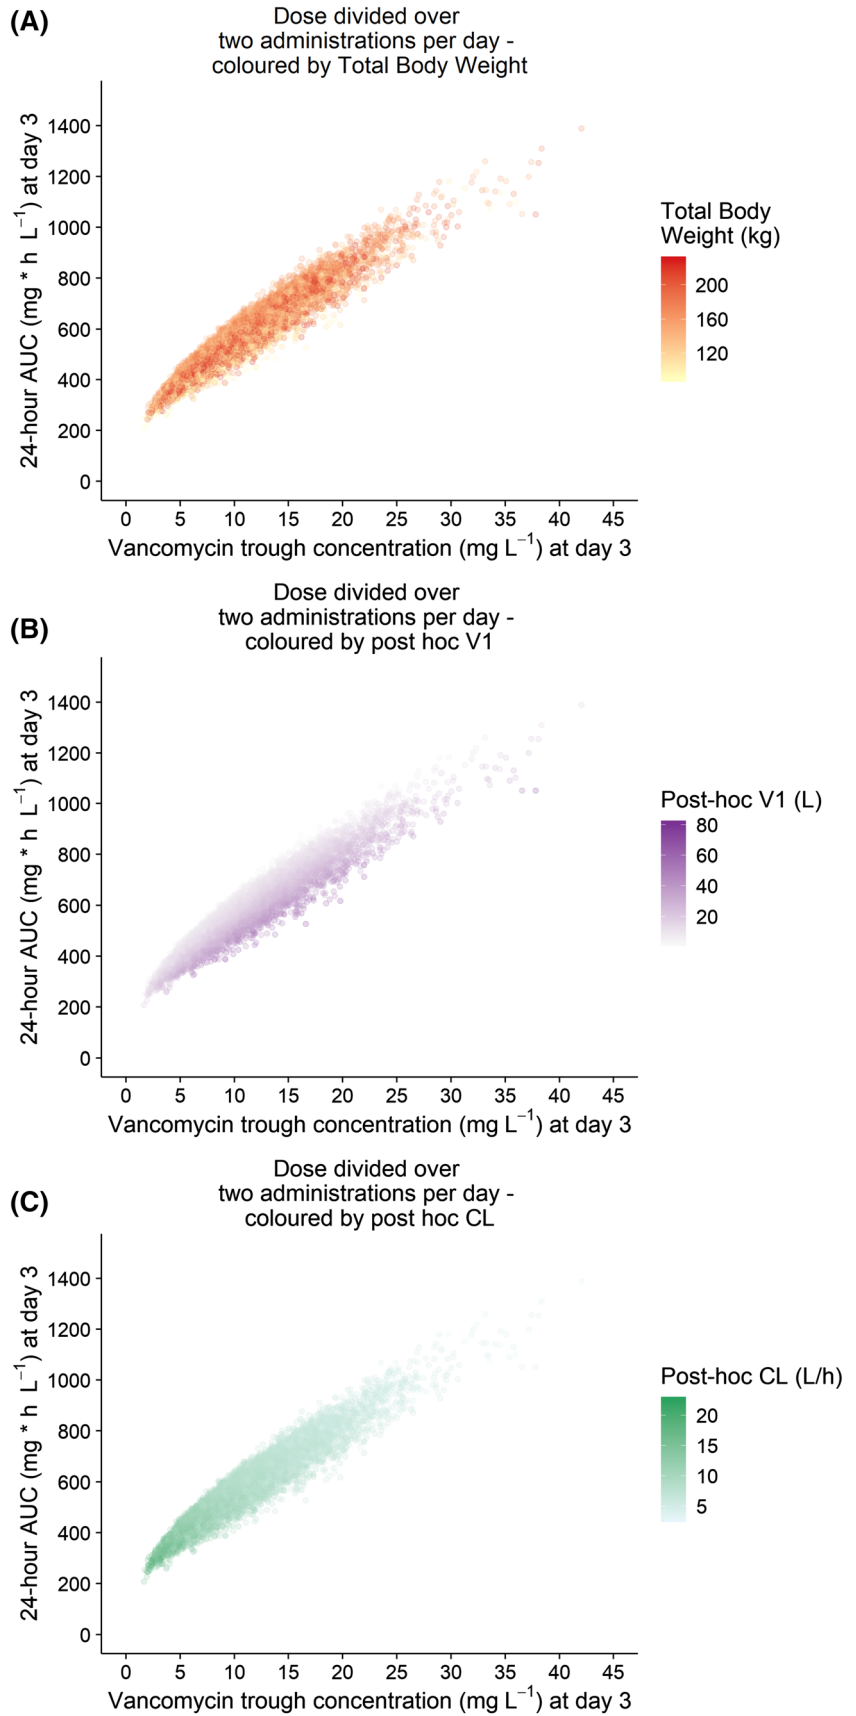 (A)
Dose divided over
two administrations per day -
coloured by Total Body Weight
24-hour AUC (mg * h L⁻¹) at day 3
1400
1200
1000
800
600
400
200
0
0 5 10 15 20 25 30 35 40 45
Vancomycin trough concentration (mg L⁻¹) at day 3
Total Body
Weight (kg)
200
160
120
(B)
Dose divided over
two administrations per day -
coloured by post hoc V1
24-hour AUC (mg * h L⁻¹) at day 3
1400
1200
1000
800
600
400
200
0
0 5 10 15 20 25 30 35 40 45
Vancomycin trough concentration (mg L⁻¹) at day 3
Post-hoc V1 (L)
80
60
40
20
(C)
Dose divided over
two administrations per day -
coloured by post hoc CL
24-hour AUC (mg * h L⁻¹) at day 3
1400
1200
1000
800
600
400
200
0
0 5 10 15 20 25 30 35 40 45
Vancomycin trough concentration (mg L⁻¹) at day 3
Post-hoc CL (L/h)
20
15
10
5